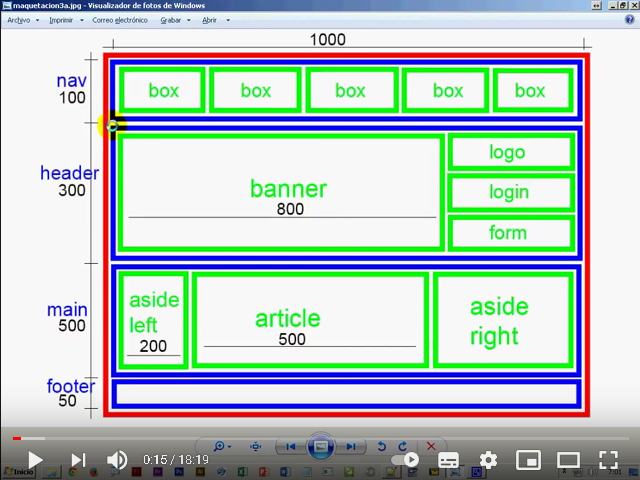 maquetacion3a.jpg - Visualizador de fotos de Windows
Archivo Imprimir Correo electrónico Grabar Abrir
1000
nav
100
box box box box box
header
300
banner
800
logo
login
form
main
500
aside
left
200
article
500
aside
right
footer
50
0:15 / 18:19
Inicio
7:01